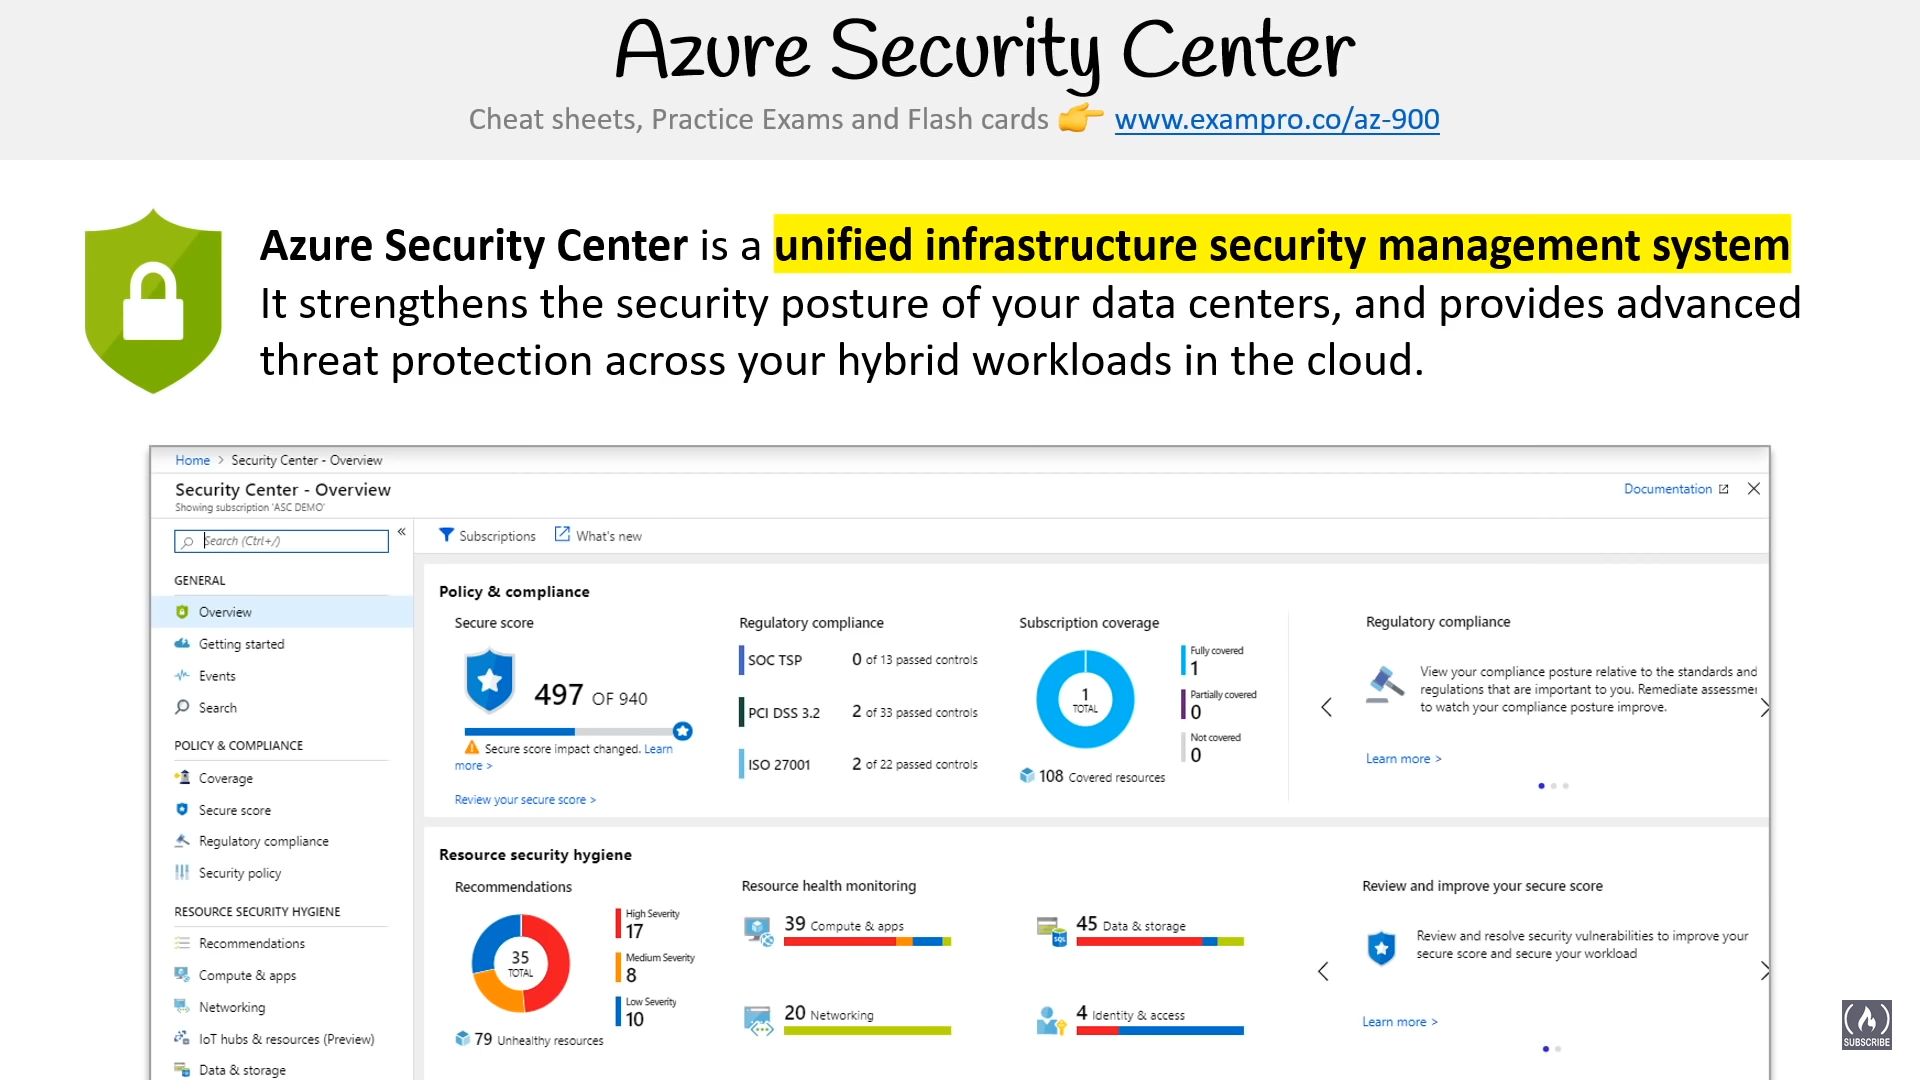 Azure Security Center
Cheat sheets, Practice Exams and Flash cards 👉 www.exampro.co/az-900
Azure Security Center is a unified infrastructure security management system
It strengthens the security posture of your data centers, and provides advanced
threat protection across your hybrid workloads in the cloud.
Home > Security Center - Overview
Security Center - Overview
Showing subscription 'ASC DEMO'
Documentation
Search (Ctrl+/)
«
Subscriptions
What's new
GENERAL
Overview
Getting started
Events
Search
POLICY & COMPLIANCE
Coverage
Secure score
Regulatory compliance
Security policy
RESOURCE SECURITY HYGIENE
Recommendations
Compute & apps
Networking
IoT hubs & resources (Preview)
Data & storage
Policy & compliance
Secure score
497 OF 940
Secure score impact changed. Learn
more >
Review your secure score >
Regulatory compliance
SOC TSP 0 of 13 passed controls
PCI DSS 3.2 2 of 33 passed controls
ISO 27001 2 of 22 passed controls
Subscription coverage
1
TOTAL
Fully covered
1
Partially covered
0
Not covered
0
108 Covered resources
Regulatory compliance
View your compliance posture relative to the standards and
regulations that are important to you. Remediate assessme
to watch your compliance posture improve.
Learn more >
Resource security hygiene
Recommendations
35
TOTAL
High Severity
17
Medium Severity
8
Low Severity
10
79 Unhealthy resources
Resource health monitoring
39 Compute & apps
45 Data & storage
20 Networking
4 Identity & access
Review and improve your secure score
Review and resolve security vulnerabilities to improve your
secure score and secure your workload
Learn more >
SUBSCRIBE